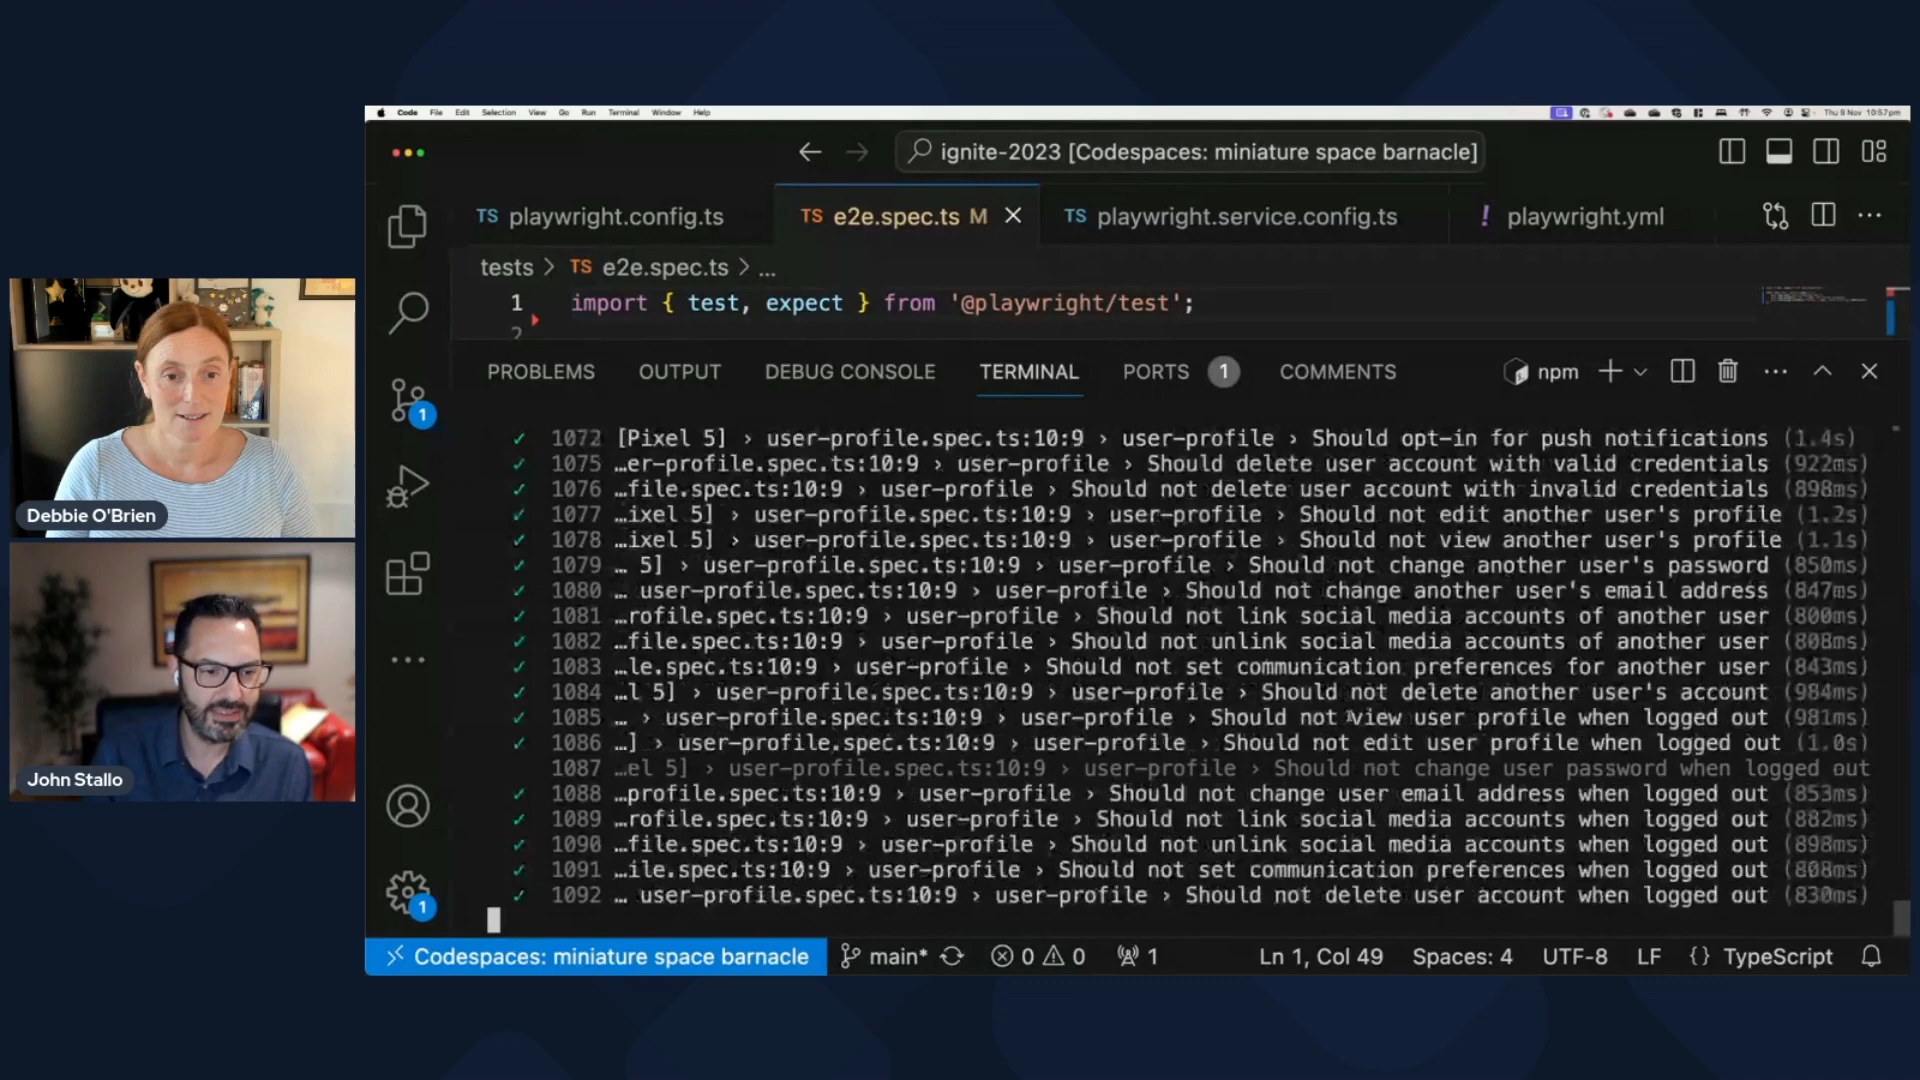 Code File Edit Selection View Go Run Terminal Window Help
Thu 9 Nov 10:57pm
ignite-2023 [Codespaces: miniature space barnacle]
TS playwright.config.ts
TS e2e.spec.ts M
TS playwright.service.config.ts
! playwright.yml
tests > TS e2e.spec.ts > ...
1 import { test, expect } from '@playwright/test';
2
PROBLEMS OUTPUT DEBUG CONSOLE TERMINAL PORTS 1 COMMENTS
npm
✓ 1072 [Pixel 5] › user-profile.spec.ts:10:9 › user-profile › Should opt-in for push notifications (1.4s)
✓ 1075 …er-profile.spec.ts:10:9 › user-profile › Should delete user account with valid credentials (922ms)
✓ 1076 …file.spec.ts:10:9 › user-profile › Should not delete user account with invalid credentials (898ms)
✓ 1077 …ixel 5] › user-profile.spec.ts:10:9 › user-profile › Should not edit another user's profile (1.2s)
✓ 1078 …ixel 5] › user-profile.spec.ts:10:9 › user-profile › Should not view another user's profile (1.1s)
✓ 1079 … 5] › user-profile.spec.ts:10:9 › user-profile › Should not change another user's password (850ms)
✓ 1080 … user-profile.spec.ts:10:9 › user-profile › Should not change another user's email address (847ms)
✓ 1081 …rofile.spec.ts:10:9 › user-profile › Should not link social media accounts of another user (800ms)
✓ 1082 …file.spec.ts:10:9 › user-profile › Should not unlink social media accounts of another user (808ms)
✓ 1083 …le.spec.ts:10:9 › user-profile › Should not set communication preferences for another user (843ms)
✓ 1084 …l 5] › user-profile.spec.ts:10:9 › user-profile › Should not delete another user's account (984ms)
✓ 1085 … › user-profile.spec.ts:10:9 › user-profile › Should not view user profile when logged out (981ms)
✓ 1086 …] › user-profile.spec.ts:10:9 › user-profile › Should not edit user profile when logged out (1.0s)
1087 …el 5] › user-profile.spec.ts:10:9 › user-profile › Should not change user password when logged out
✓ 1088 …profile.spec.ts:10:9 › user-profile › Should not change user email address when logged out (853ms)
✓ 1089 …rofile.spec.ts:10:9 › user-profile › Should not link social media accounts when logged out (882ms)
✓ 1090 …file.spec.ts:10:9 › user-profile › Should not unlink social media accounts when logged out (898ms)
✓ 1091 …ile.spec.ts:10:9 › user-profile › Should not set communication preferences when logged out (808ms)
✓ 1092 … user-profile.spec.ts:10:9 › user-profile › Should not delete user account when logged out (830ms)
1
1
Codespaces: miniature space barnacle main* 0 0 1 Ln 1, Col 49 Spaces: 4 UTF-8 LF {} TypeScript
Debbie O'Brien
John Stallo